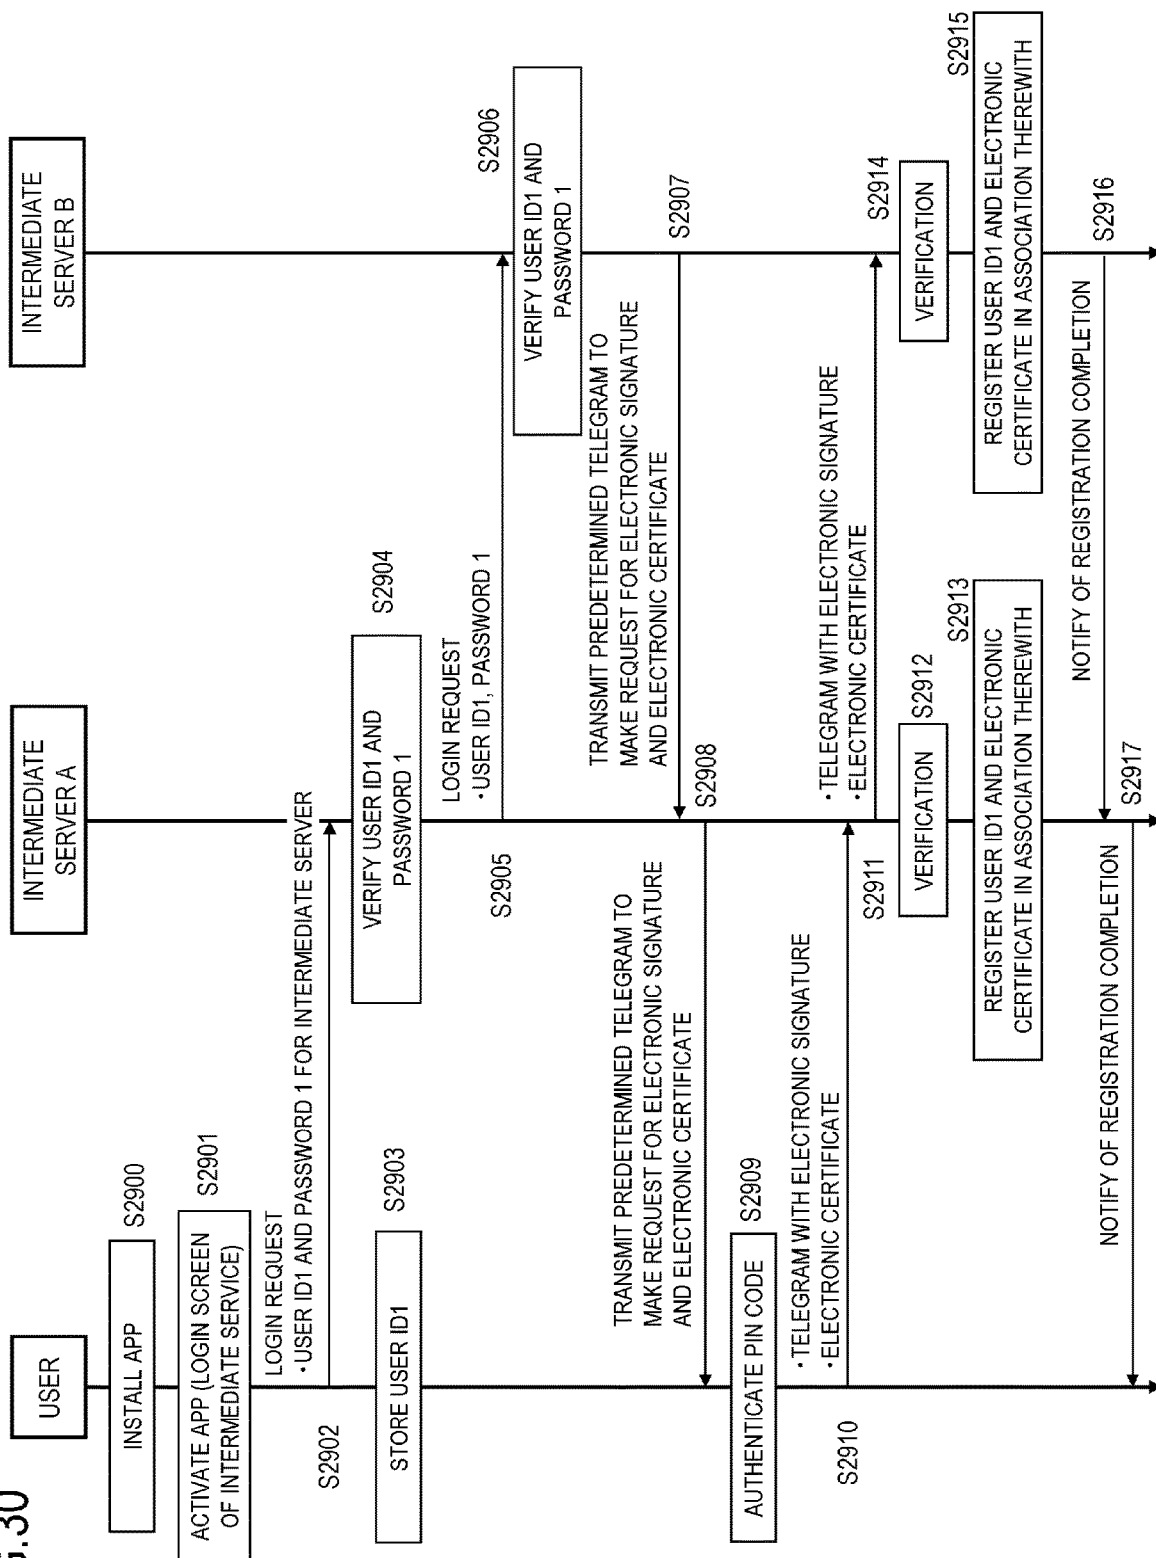 .30
USER
INTERMEDIATE
SERVER A
INTERMEDIATE
SERVER B
INSTALL APP
S2900
ACTIVATE APP (LOGIN SCREEN
OF INTERMEDIATE SERVICE)
S2901
LOGIN REQUEST
・USER ID1 AND PASSWORD 1 FOR INTERMEDIATE SERVER
S2902
STORE USER ID1
S2903
VERIFY USER ID1 AND
PASSWORD 1
S2904
LOGIN REQUEST
・USER ID1, PASSWORD 1
S2905
VERIFY USER ID1 AND
PASSWORD 1
S2906
TRANSMIT PREDETERMINED TELEGRAM TO
MAKE REQUEST FOR ELECTRONIC SIGNATURE
AND ELECTRONIC CERTIFICATE
S2907
TRANSMIT PREDETERMINED TELEGRAM TO
MAKE REQUEST FOR ELECTRONIC SIGNATURE
AND ELECTRONIC CERTIFICATE
S2908
AUTHENTICATE PIN CODE
S2909
・TELEGRAM WITH ELECTRONIC SIGNATURE
・ELECTRONIC CERTIFICATE
S2910
・TELEGRAM WITH ELECTRONIC SIGNATURE
・ELECTRONIC CERTIFICATE
S2911
VERIFICATION
S2912
REGISTER USER ID1 AND ELECTRONIC
CERTIFICATE IN ASSOCIATION THEREWITH
S2913
VERIFICATION
S2914
REGISTER USER ID1 AND ELECTRONIC
CERTIFICATE IN ASSOCIATION THEREWITH
S2915
NOTIFY OF REGISTRATION COMPLETION
S2916
NOTIFY OF REGISTRATION COMPLETION
S2917